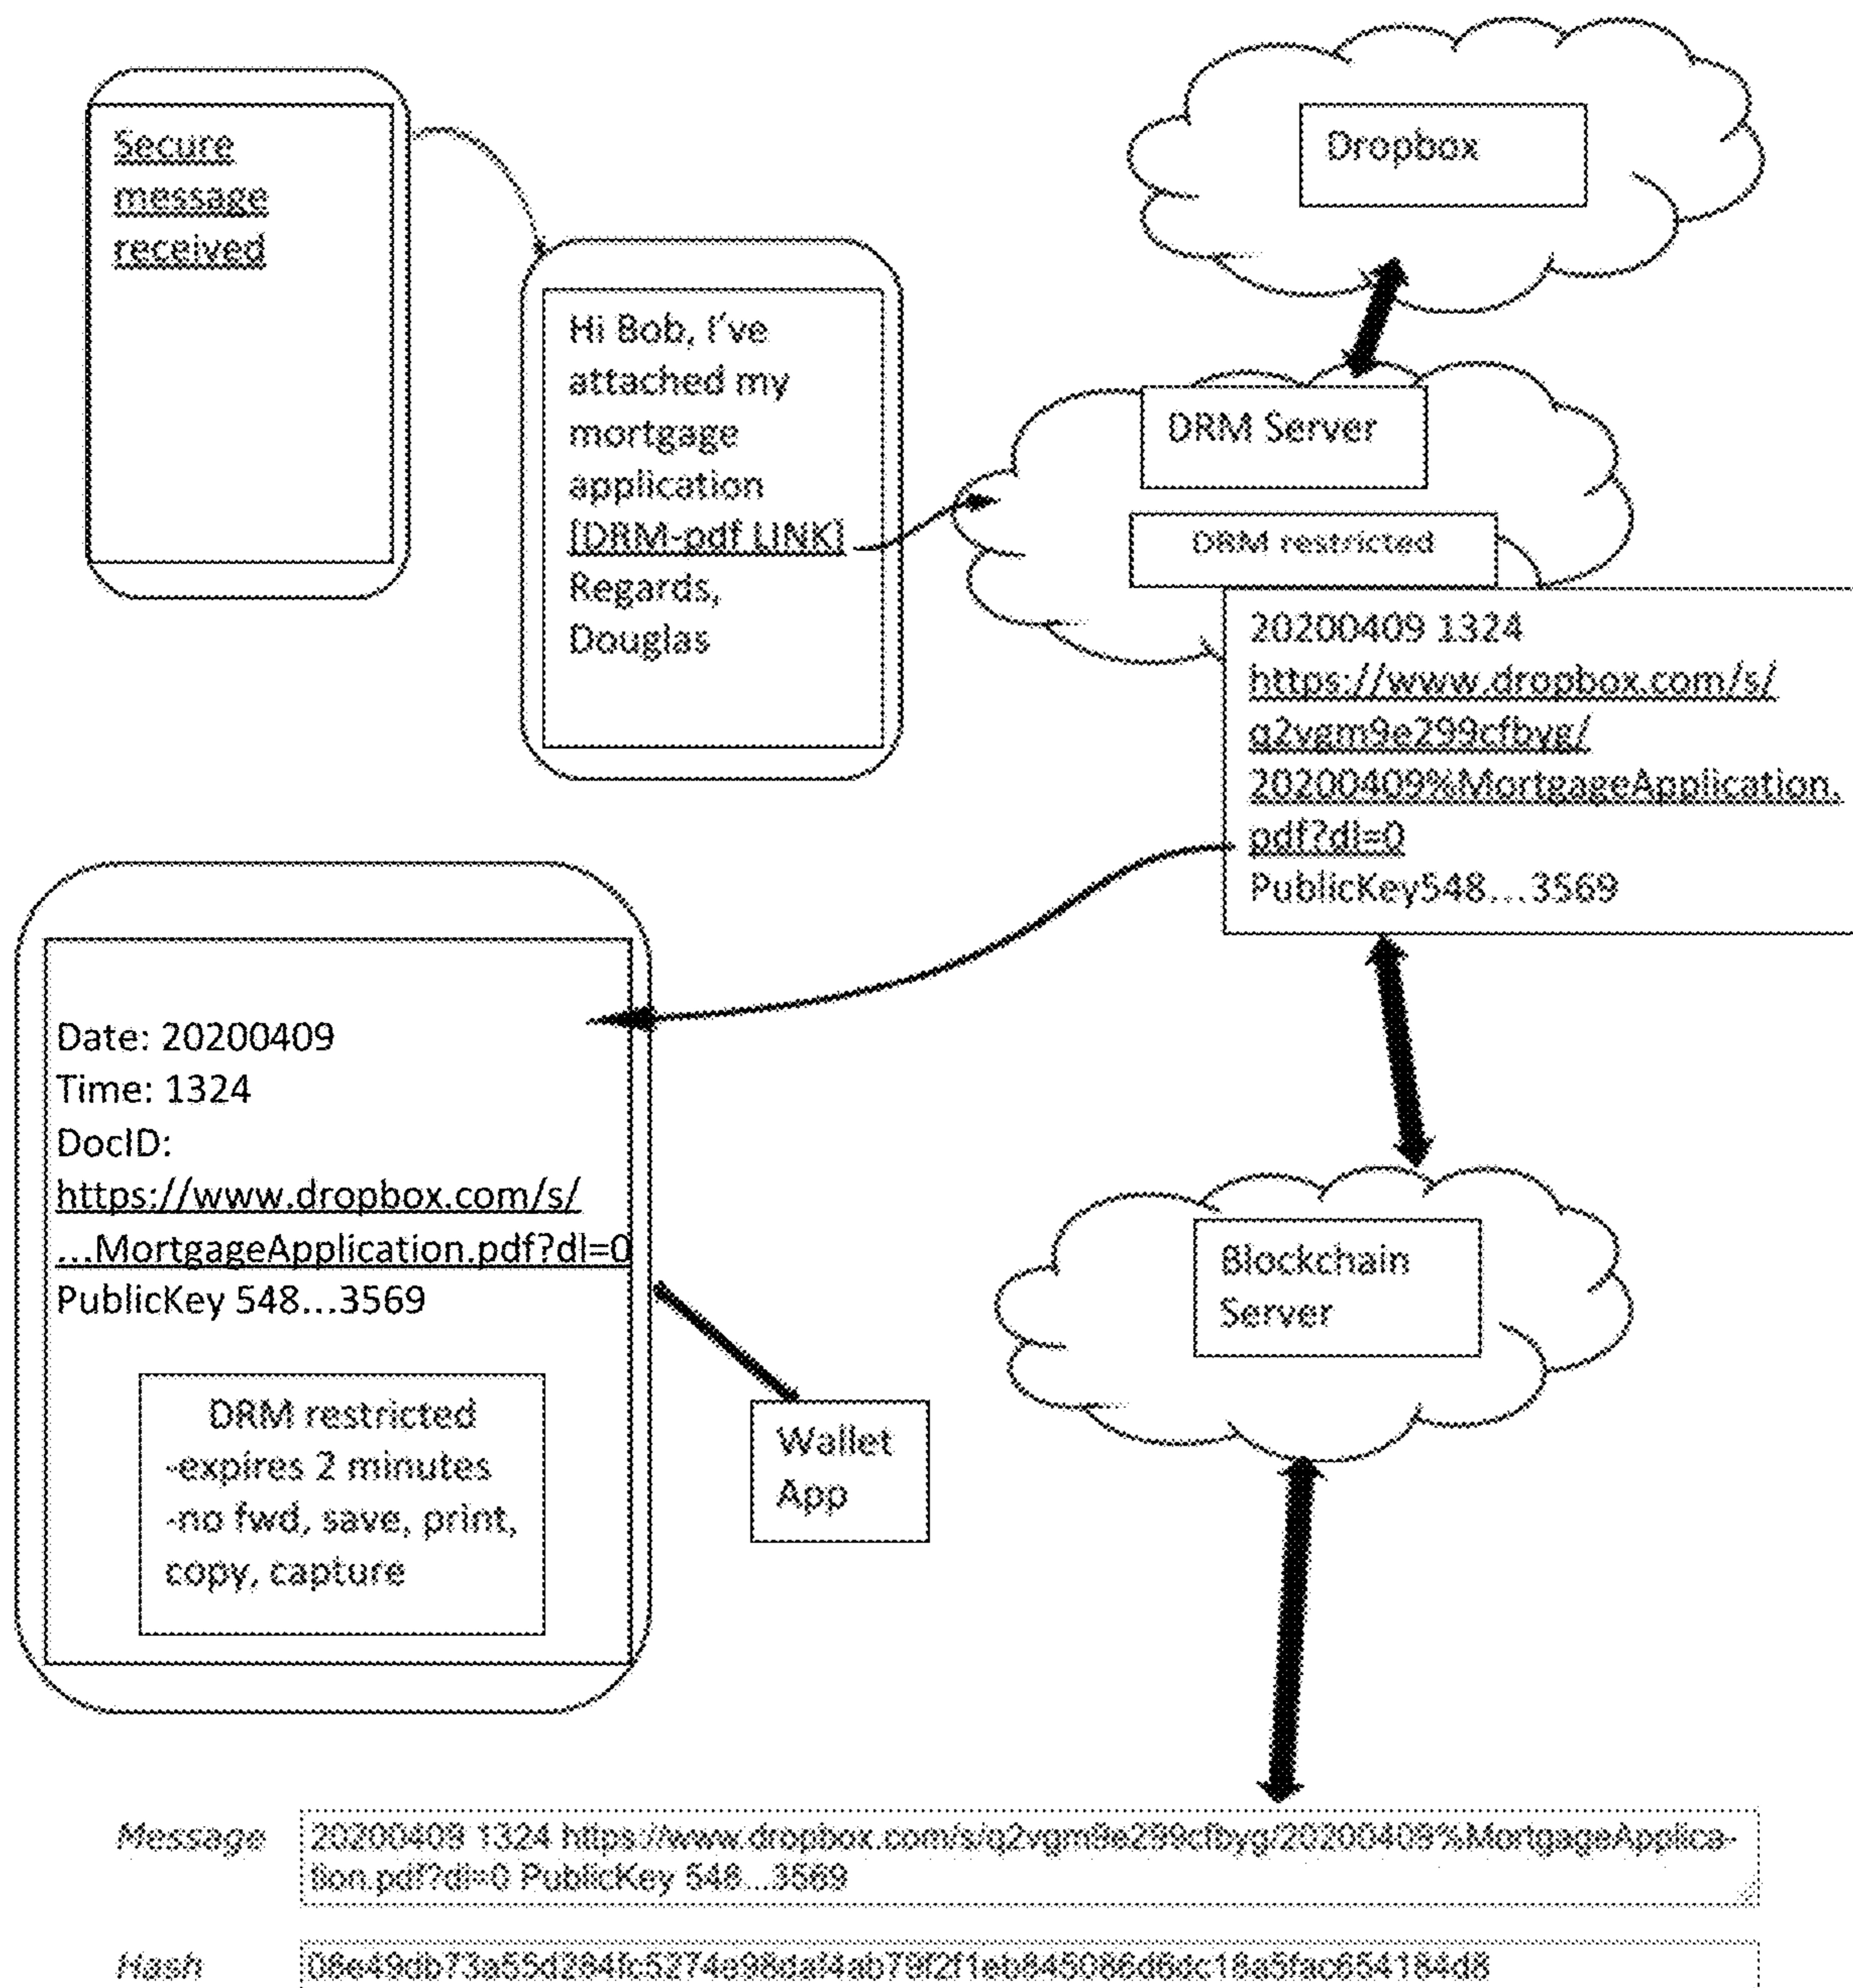 Secure
message
received
Dropbox
Hi Bob, I've
attached my
mortgage
application
[DRM-pdf LINK]
Regards,
Douglas
DRM Server
DRM restricted
20200409 1324
https://www.dropbox.com/s/
q2vgm9e299cfbyg/
20200409%MortgageApplication.
pdf?dl=0
PublicKey548...3569
Date: 20200409
Time: 1324
DocID:
https://www.dropbox.com/s/
...MortgageApplication.pdf?dl=0
PublicKey 548...3569
DRM restricted
-expires 2 minutes
-no fwd, save, print,
copy, capture
Wallet
App
Blockchain
Server
Message
20200409 1324 https://www.dropbox.com/s/q2vgm9e299cfbyg/20200409%MortgageApplica-
tion.pdf?dl=0 PublicKey 548...3569
Hash